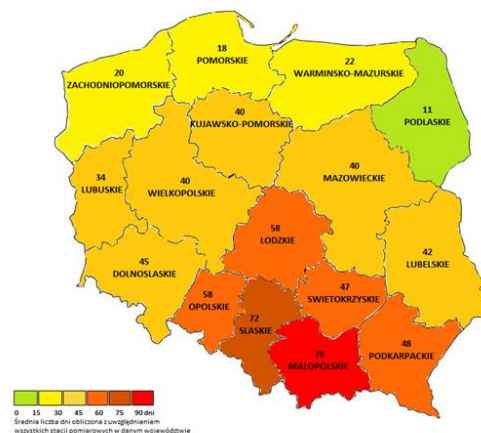 18
POMORSKIE
22
WARMINSKO-MAZURSKIE
20
ZACHODNIOPOMORSKIE
11
PODLASKIE
40
KUJAWSKO-POMORSKIE
34
LUBUSKIE
40
WIELKOPOLSKIE
40
MAZOWIECKIE
58
LODZKIE
42
LUBELSKIE
45
DOLNOSLASKIE
58
OPOLSKIE
72
SLASKIE
47
SWIETOKRZYSKIE
76
MALOPOLSKIE
48
PODKARPACKIE
0 15 30 45 60 75 90 dni
Średnia liczba dni obliczona z uwzględnieniem
wszystkich stacji pomiarowych w danym województwie